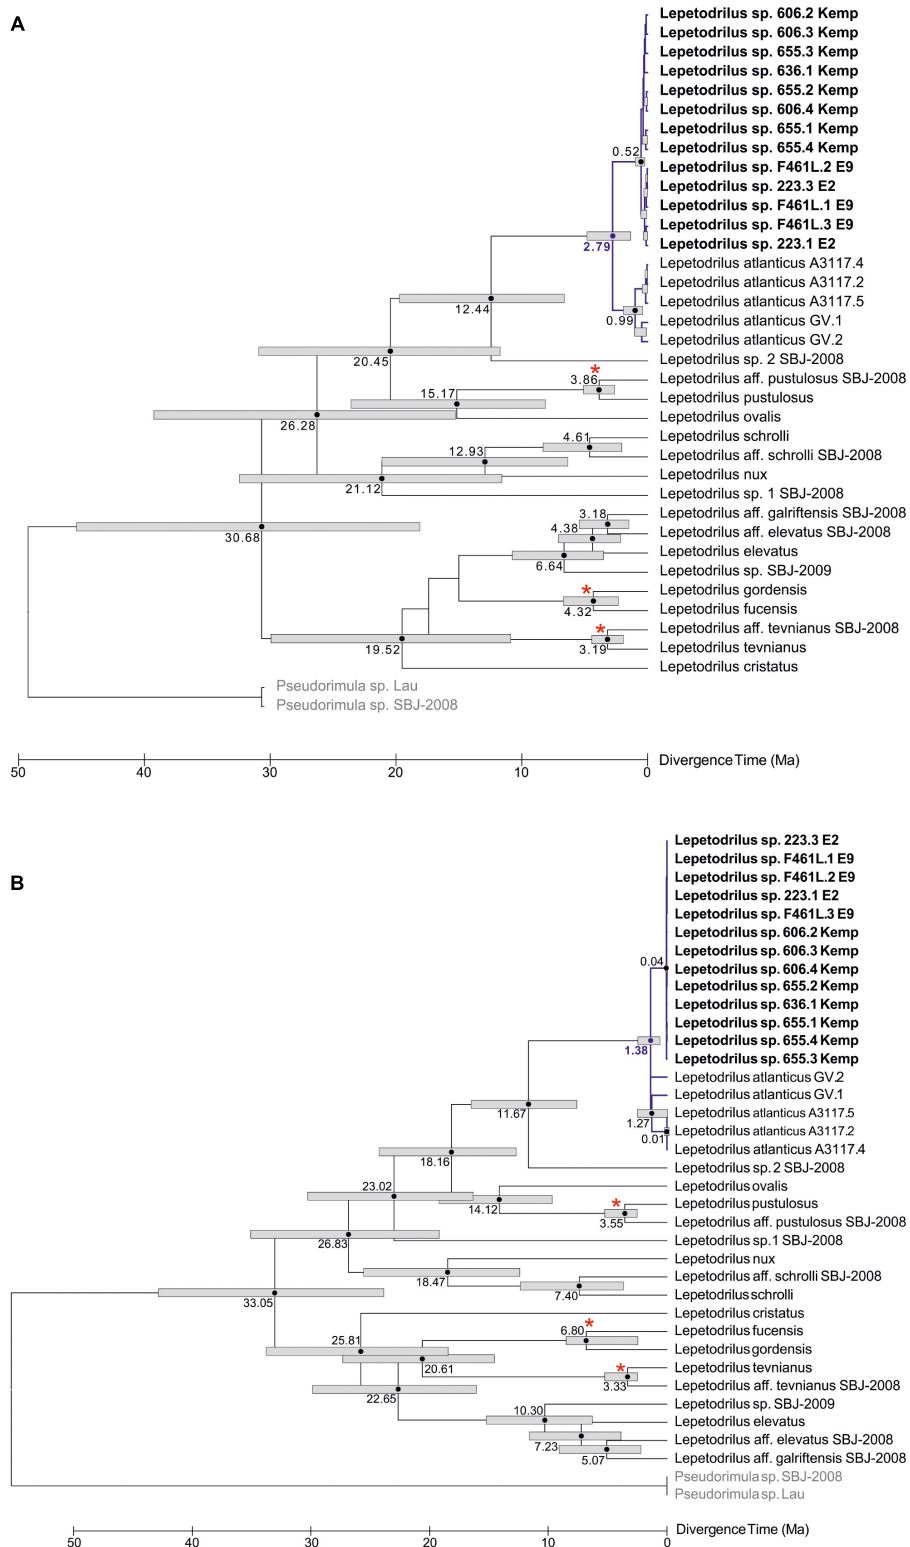 A
Lepetodrilus sp. 606.2 Kemp
Lepetodrilus sp. 606.3 Kemp
Lepetodrilus sp. 655.3 Kemp
Lepetodrilus sp. 636.1 Kemp
Lepetodrilus sp. 655.2 Kemp
Lepetodrilus sp. 606.4 Kemp
Lepetodrilus sp. 655.1 Kemp
Lepetodrilus sp. 655.4 Kemp
0.52
Lepetodrilus sp. F461L.2 E9
Lepetodrilus sp. 223.3 E2
Lepetodrilus sp. F461L.1 E9
Lepetodrilus sp. F461L.3 E9
2.79
Lepetodrilus sp. 223.1 E2
Lepetodrilus atlanticus A3117.4
Lepetodrilus atlanticus A3117.2
Lepetodrilus atlanticus A3117.5
12.44
0.99
Lepetodrilus atlanticus GV.1
Lepetodrilus atlanticus GV.2
20.45
Lepetodrilus sp. 2 SBJ-2008
*
3.86
Lepetodrilus aff. pustulosus SBJ-2008
15.17
Lepetodrilus pustulosus
26.28
Lepetodrilus ovalis
4.61
Lepetodrilus schrolli
12.93
Lepetodrilus aff. schrolli SBJ-2008
21.12
Lepetodrilus nux
Lepetodrilus sp. 1 SBJ-2008
3.18
Lepetodrilus aff. galriftensis SBJ-2008
30.68
4.38
Lepetodrilus aff. elevatus SBJ-2008
Lepetodrilus elevatus
6.64
Lepetodrilus sp. SBJ-2009
*
Lepetodrilus gordensis
4.32
Lepetodrilus fucensis
*
Lepetodrilus aff. tevnianus SBJ-2008
19.52
3.19
Lepetodrilus tevnianus
Lepetodrilus cristatus
Pseudorimula sp. Lau
Pseudorimula sp. SBJ-2008
50 40 30 20 10 0
Divergence Time (Ma)
B
Lepetodrilus sp. 223.3 E2
Lepetodrilus sp. F461L.1 E9
Lepetodrilus sp. F461L.2 E9
Lepetodrilus sp. 223.1 E2
Lepetodrilus sp. F461L.3 E9
Lepetodrilus sp. 606.2 Kemp
Lepetodrilus sp. 606.3 Kemp
0.04
Lepetodrilus sp. 606.4 Kemp
Lepetodrilus sp. 655.2 Kemp
Lepetodrilus sp. 636.1 Kemp
Lepetodrilus sp. 655.1 Kemp
Lepetodrilus sp. 655.4 Kemp
1.38
Lepetodrilus sp. 655.3 Kemp
Lepetodrilus atlanticus GV.2
Lepetodrilus atlanticus GV.1
11.67
Lepetodrilus atlanticus A3117.5
1.27
Lepetodrilus atlanticus A3117.2
0.01
Lepetodrilus atlanticus A3117.4
18.16
Lepetodrilus sp. 2 SBJ-2008
23.02
Lepetodrilus ovalis
*
14.12
Lepetodrilus pustulosus
3.55
Lepetodrilus aff. pustulosus SBJ-2008
26.83
Lepetodrilus sp.1 SBJ-2008
Lepetodrilus nux
18.47
Lepetodrilus aff. schrolli SBJ-2008
7.40
Lepetodrilus schrolli
33.05
Lepetodrilus cristatus
*
6.80
Lepetodrilus fucensis
25.81
Lepetodrilus gordensis
*
20.61
Lepetodrilus tevnianus
3.33
Lepetodrilus aff. tevnianus SBJ-2008
22.65
Lepetodrilus sp. SBJ-2009
10.30
Lepetodrilus elevatus
7.23
Lepetodrilus aff. elevatus SBJ-2008
5.07
Lepetodrilus aff. galriftensis SBJ-2008
Pseudorimula sp. SBJ-2008
Pseudorimula sp. Lau
50 40 30 20 10 0
Divergence Time (Ma)